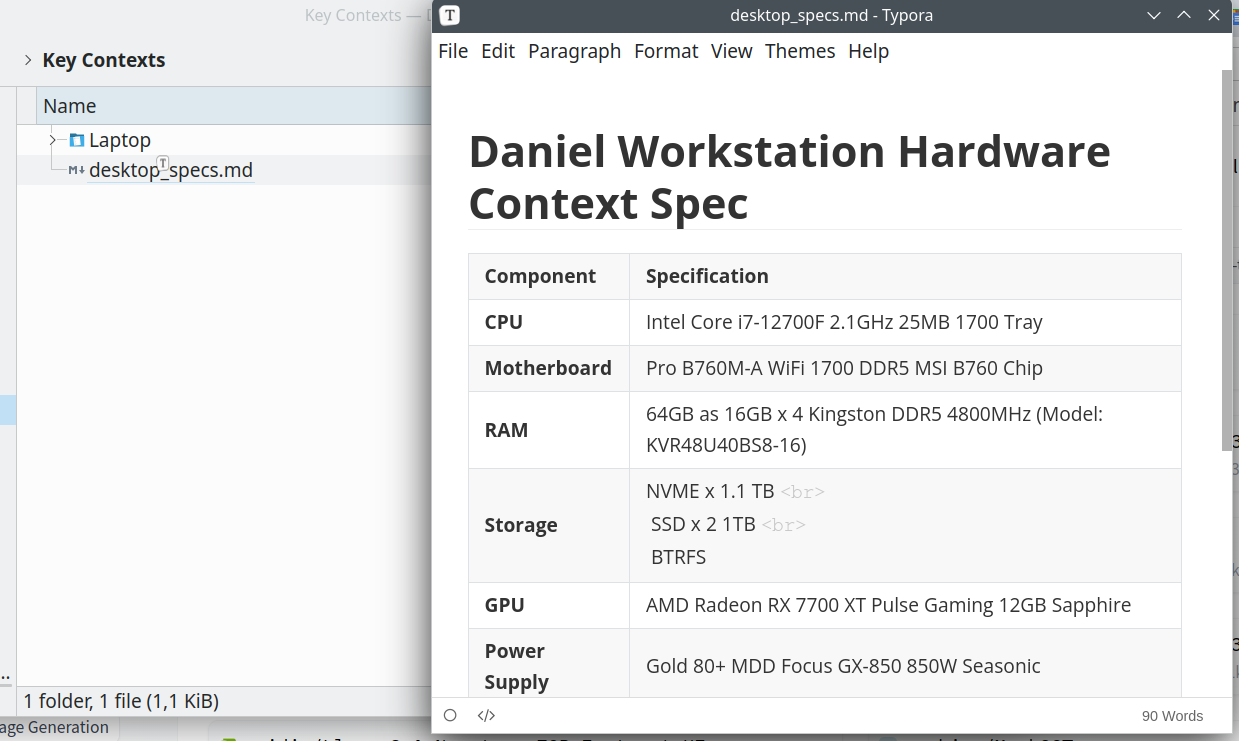 Key Contexts —
desktop_specs.md - Typora
Key Contexts
File Edit Paragraph Format View Themes Help
Name
Laptop
desktop_specs.md
Daniel Workstation Hardware
Context Spec
Component Specification
CPU Intel Core i7-12700F 2.1GHz 25MB 1700 Tray
Motherboard Pro B760M-A WiFi 1700 DDR5 MSI B760 Chip
RAM 64GB as 16GB x 4 Kingston DDR5 4800MHz (Model:
KVR48U40BS8-16)
Storage NVME x 1.1 TB <br>
SSD x 2 1TB <br>
BTRFS
GPU AMD Radeon RX 7700 XT Pulse Gaming 12GB Sapphire
Power
Supply Gold 80+ MDD Focus GX-850 850W Seasonic
1 folder, 1 file (1,1 KiB)
90 Words
age Generation